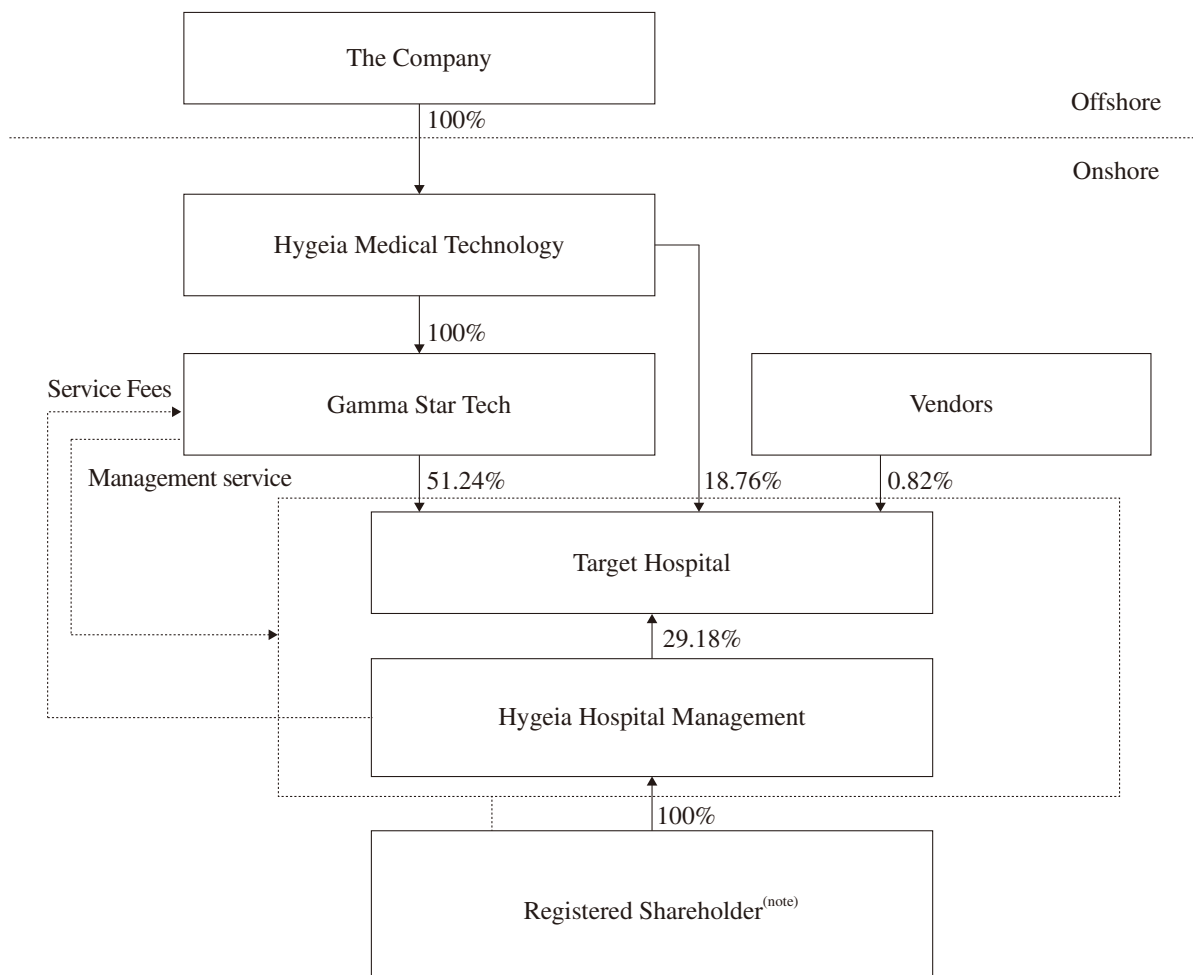 The Company
Offshore
100%
Onshore
Hygeia Medical Technology
100%
Service Fees
Gamma Star Tech
Vendors
Management service
51.24%
18.76%
0.82%
Target Hospital
29.18%
Hygeia Hospital Management
100%
Registered Shareholder(note)